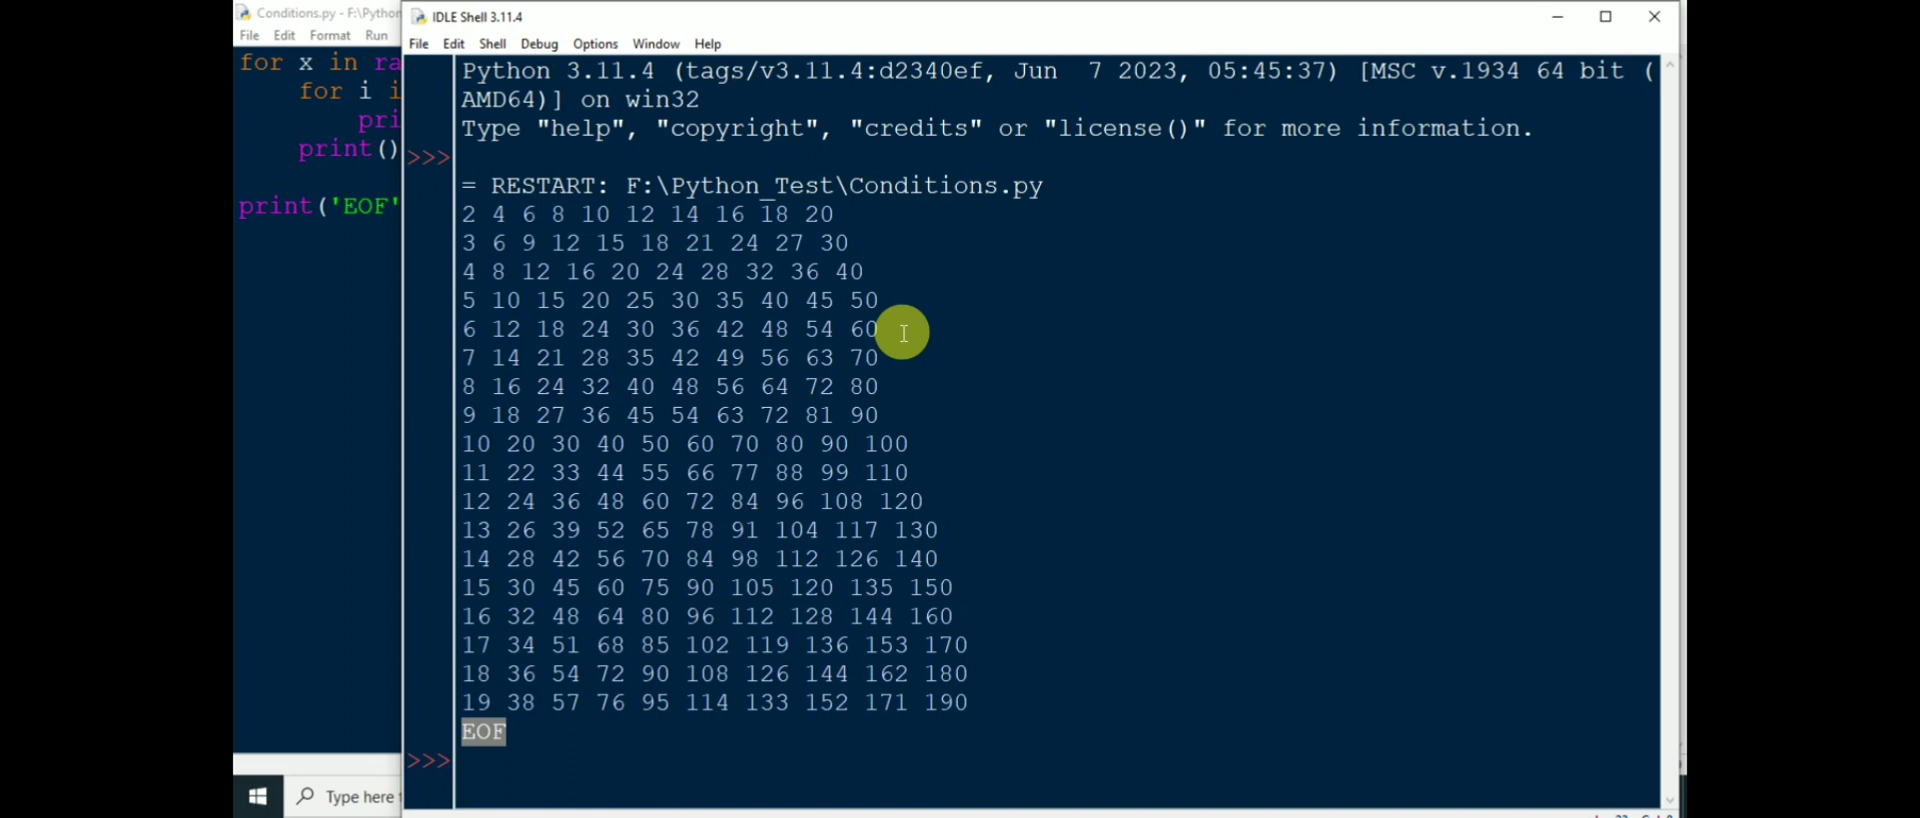 Conditions.py - F:\Python
File Edit Format Run
for x in ra
for i i
pri
print()
print('EOF'
IDLE Shell 3.11.4
File Edit Shell Debug Options Window Help
Python 3.11.4 (tags/v3.11.4:d2340ef, Jun 7 2023, 05:45:37) [MSC v.1934 64 bit (
AMD64)] on win32
Type "help", "copyright", "credits" or "license()" for more information.
>>>
= RESTART: F:\Python_Test\Conditions.py
2 4 6 8 10 12 14 16 18 20
3 6 9 12 15 18 21 24 27 30
4 8 12 16 20 24 28 32 36 40
5 10 15 20 25 30 35 40 45 50
6 12 18 24 30 36 42 48 54 60
7 14 21 28 35 42 49 56 63 70
8 16 24 32 40 48 56 64 72 80
9 18 27 36 45 54 63 72 81 90
10 20 30 40 50 60 70 80 90 100
11 22 33 44 55 66 77 88 99 110
12 24 36 48 60 72 84 96 108 120
13 26 39 52 65 78 91 104 117 130
14 28 42 56 70 84 98 112 126 140
15 30 45 60 75 90 105 120 135 150
16 32 48 64 80 96 112 128 144 160
17 34 51 68 85 102 119 136 153 170
18 36 54 72 90 108 126 144 162 180
19 38 57 76 95 114 133 152 171 190
EOF
>>>
Type here